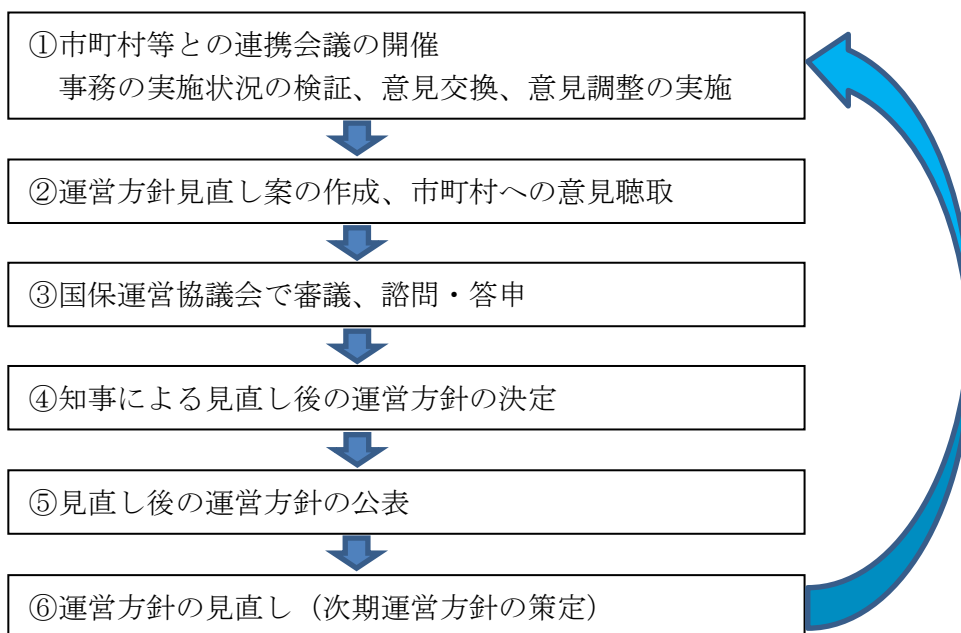 ①市町村等との連携会議の開催
事務の実施状況の検証、意見交換、意見調整の実施
②運営方針見直し案の作成、市町村への意見聴取
③国保運営協議会で審議、諮問・答申
④知事による見直し後の運営方針の決定
⑤見直し後の運営方針の公表
⑥運営方針の見直し（次期運営方針の策定）